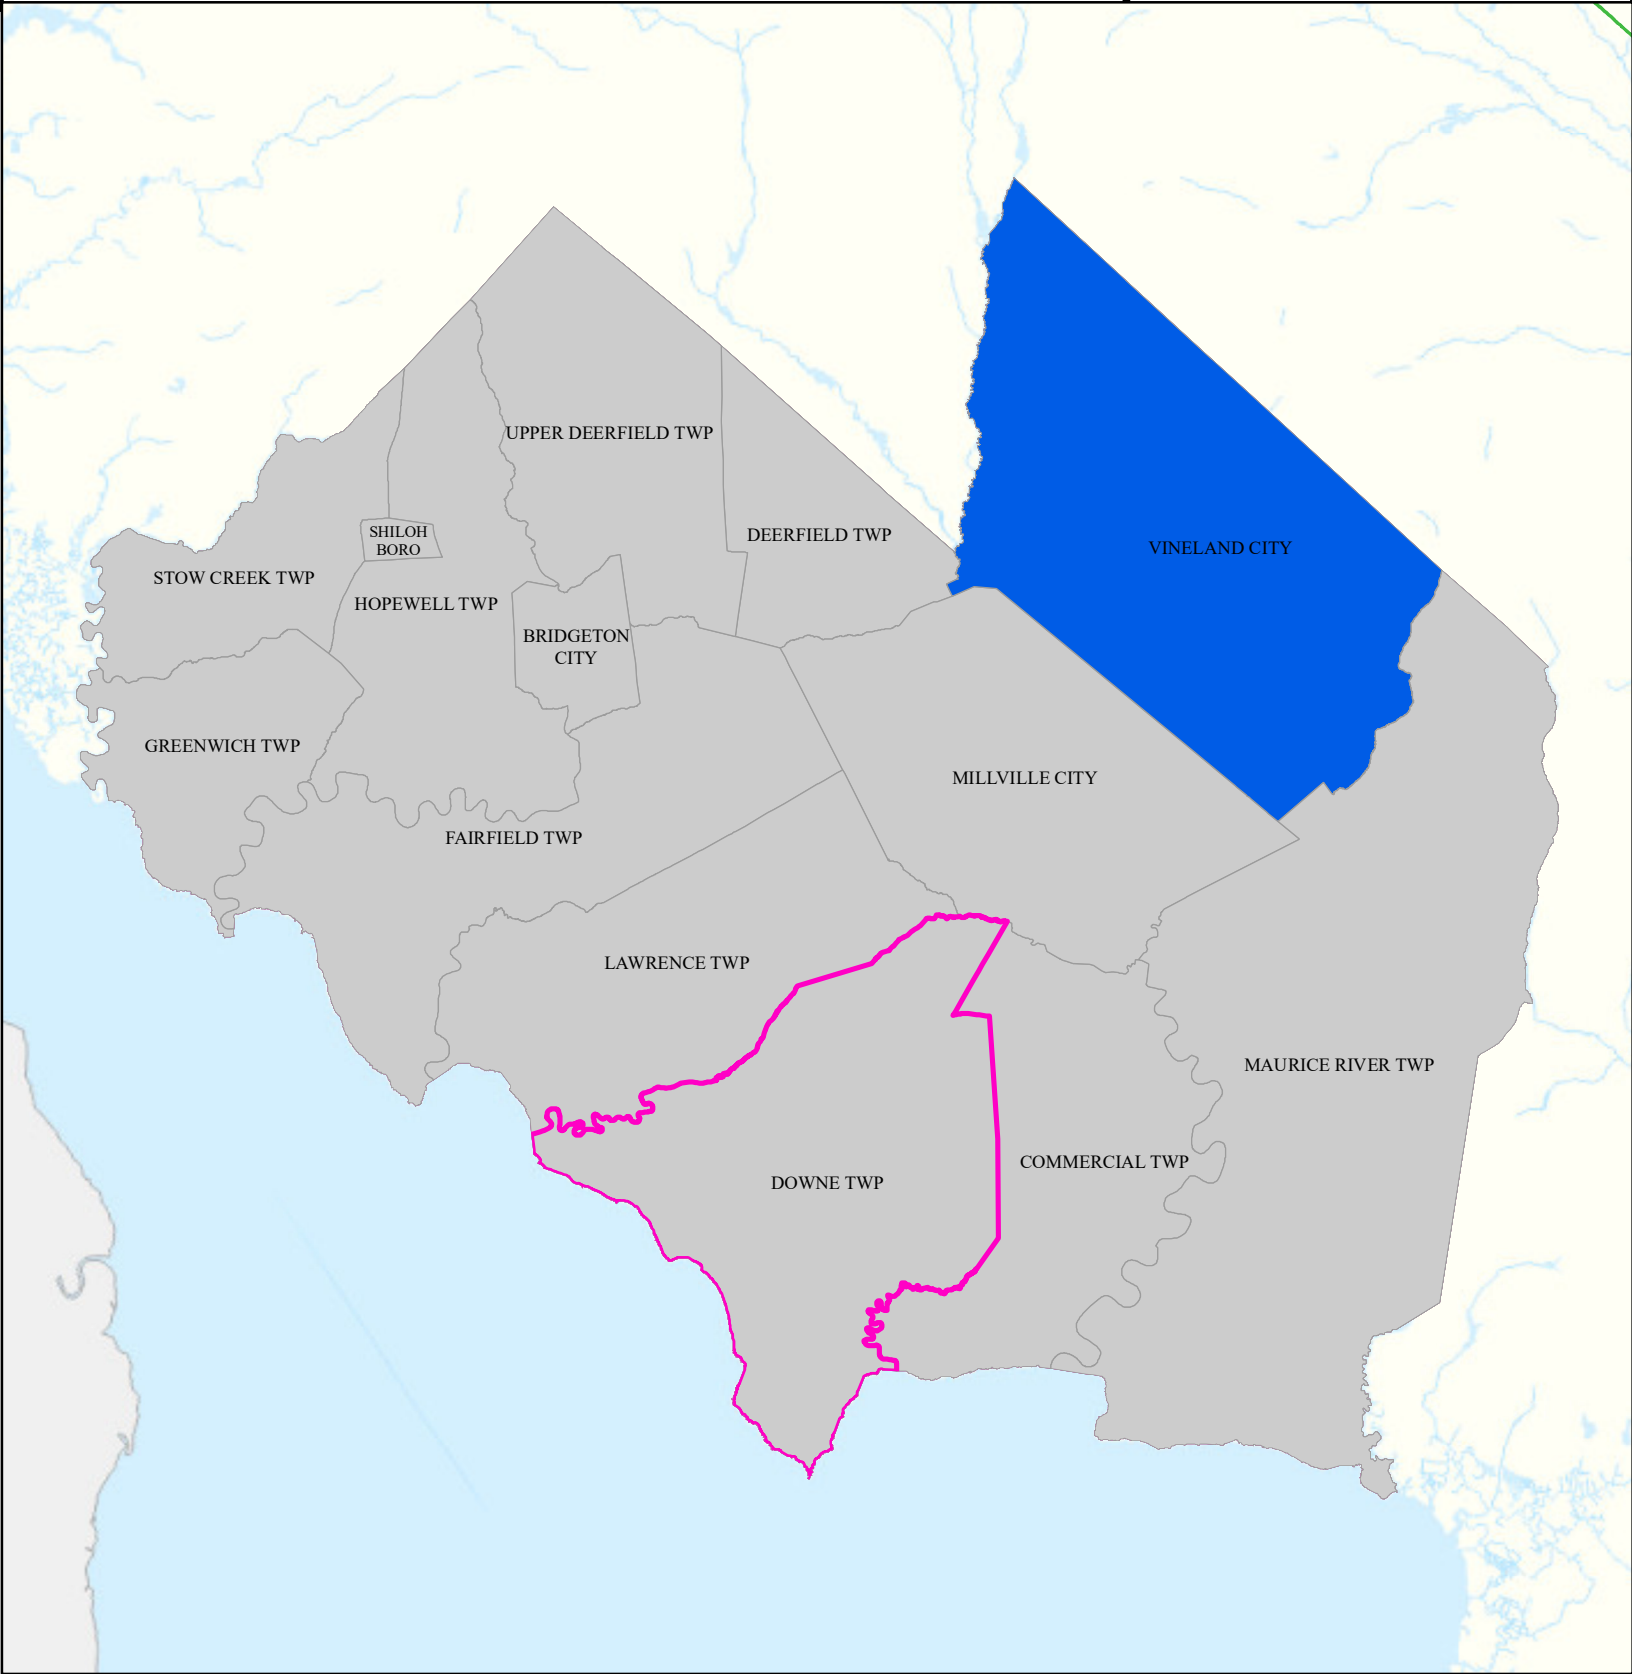 UPPER DEERFIELD TWP
SHILOH
BORO
DEERFIELD TWP
VINELAND CITY
STOW CREEK TWP
HOPEWELL TWP
BRIDGETON
CITY
GREENWICH TWP
MILLVILLE CITY
FAIRFIELD TWP
LAWRENCE TWP
MAURICE RIVER TWP
COMMERCIAL TWP
DOWNE TWP